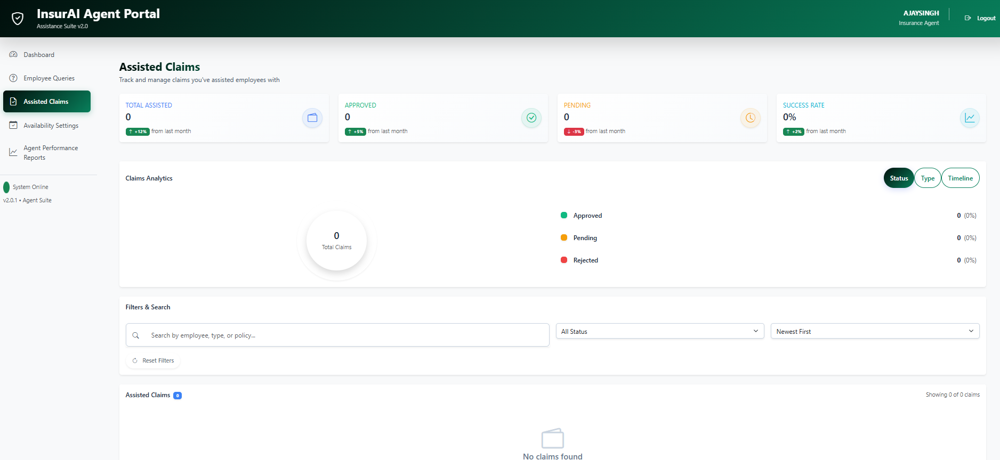 InsurAI Agent Portal
Assistance Suite v2.0
AJAYSINGH
Insurance Agent
Logout
Dashboard
Employee Queries
Assisted Claims
Availability Settings
Agent Performance
Reports
System Online
v2.0.1 • Agent Suite
Assisted Claims
Track and manage claims you've assisted employees with
TOTAL ASSISTED
0
↑ +12% from last month
APPROVED
0
↑ +5% from last month
PENDING
0
↓ -3% from last month
SUCCESS RATE
0%
↑ +2% from last month
Claims Analytics
Status
Type
Timeline
0
Total Claims
Approved 0 (0%)
Pending 0 (0%)
Rejected 0 (0%)
Filters & Search
Search by employee, type, or policy...
All Status
Newest First
Reset Filters
Assisted Claims 0
Showing 0 of 0 claims
No claims found